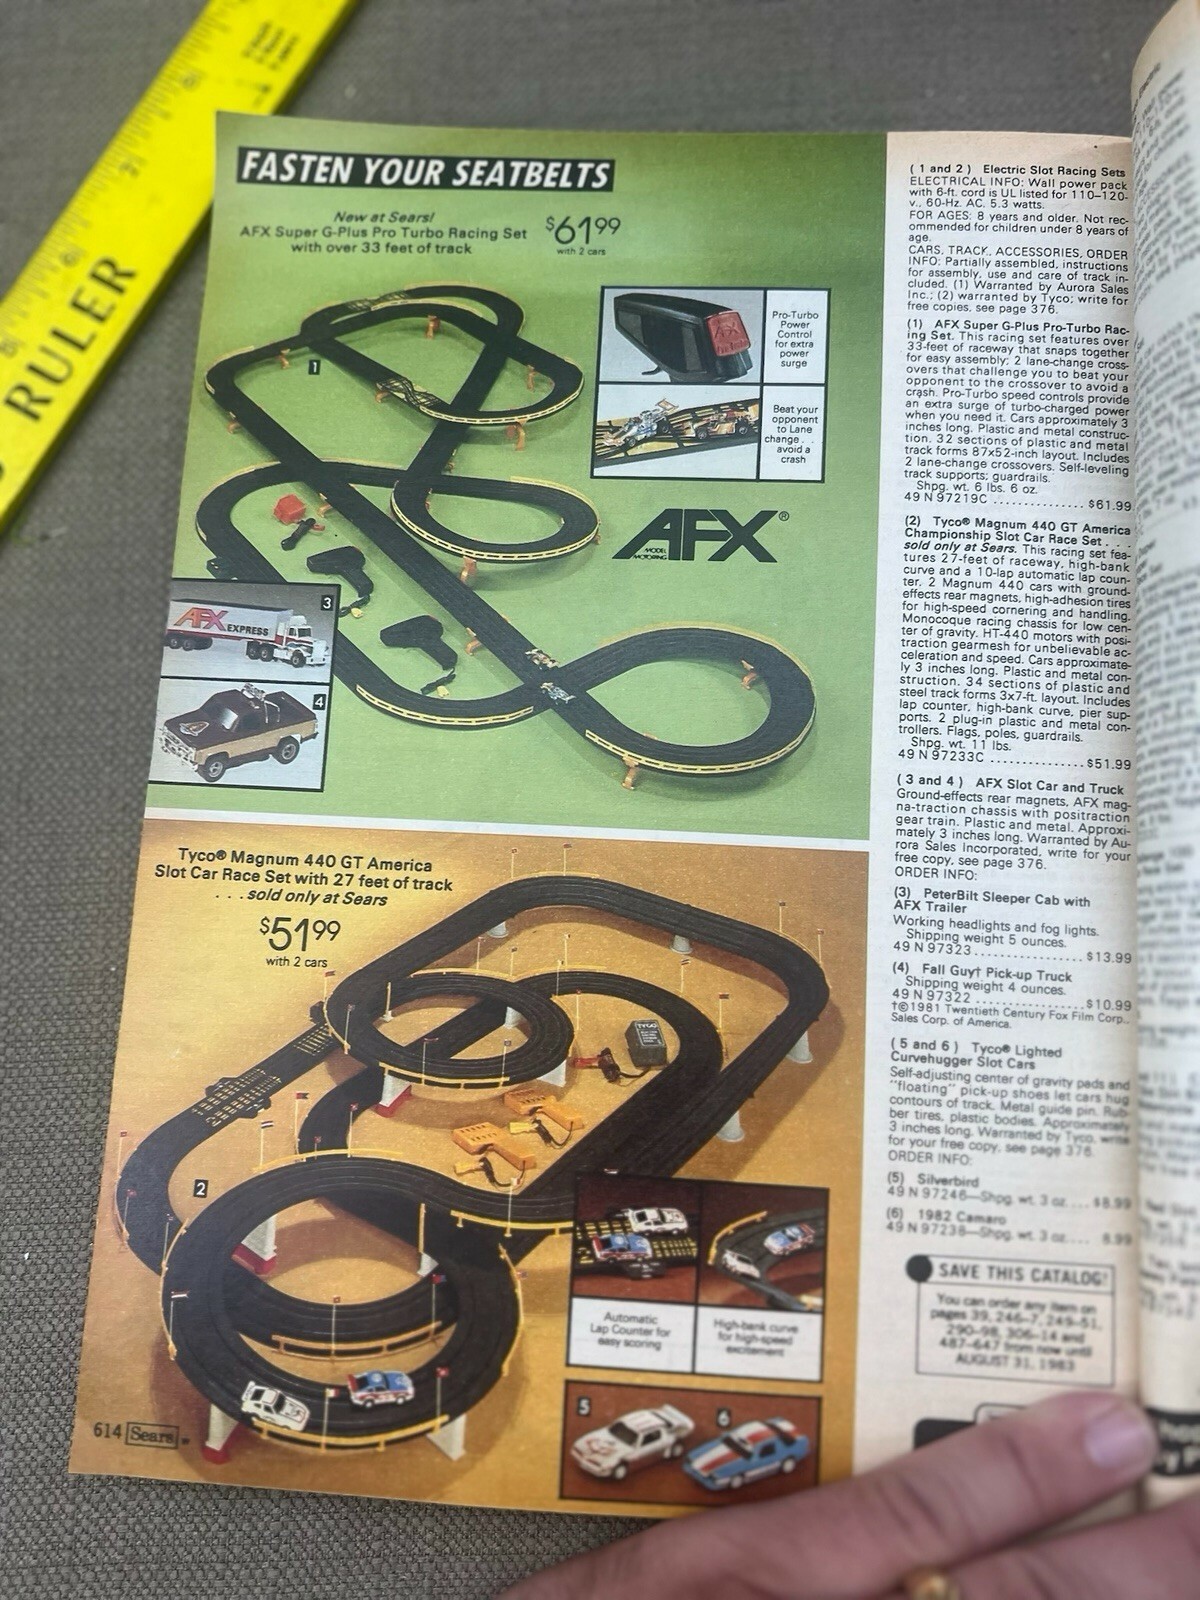 RULER
FASTEN YOUR SEATBELTS
New at Sears!
AFX Super G-Plus Pro Turbo Racing Set
with over 33 feet of track
$61.99
with 2 cars
1
Pro-Turbo
Power
Control
for extra
power
surge
Beat your
opponent
to Lane
change . .
avoid a
crash
AFX®
MODEL
MOTORING
3
AFX EXPRESS
4
Tyco® Magnum 440 GT America
Slot Car Race Set with 27 feet of track
. . . sold only at Sears
$51.99
with 2 cars
TYCO
2
Automatic
Lap Counter for
easy scoring
High-bank curve
for high-speed
excitement
5
6
614 Sears
( 1 and 2 ) Electric Slot Racing Sets
ELECTRICAL INFO: Wall power pack
with 6-ft. cord is UL listed for 110–120-
v., 60-Hz. AC. 5.3 watts.
FOR AGES: 8 years and older. Not rec-
ommended for children under 8 years of
age.
CARS, TRACK, ACCESSORIES, ORDER
INFO: Partially assembled, instructions
for assembly, use and care of track in-
cluded. (1) Warranted by Aurora Sales
Inc.; (2) warranted by Tyco; write for
free copies, see page 376.
(1) AFX Super G-Plus Pro-Turbo Rac-
ing Set. This racing set features over
33-feet of raceway that snaps together
for easy assembly; 2 lane-change cross-
overs that challenge you to beat your
opponent to the crossover to avoid a
crash. Pro-Turbo speed controls provide
an extra surge of turbo-charged power
when you need it. Cars approximately 3
inches long. Plastic and metal construc-
tion. 32 sections of plastic and metal
track forms 87x52-inch layout. Includes
2 lane-change crossovers. Self-leveling
track supports; guardrails.
Shpg. wt. 6 lbs. 6 oz.
49 N 97219C ............... $61.99
(2) Tyco® Magnum 440 GT America
Championship Slot Car Race Set . . .
sold only at Sears. This racing set fea-
tures 27-feet of raceway, high-bank
curve and a 10-lap automatic lap coun-
ter. 2 Magnum 440 cars with ground-
effects rear magnets, high-adhesion tires
for high-speed cornering and handling.
Monocoque racing chassis for low cen-
ter of gravity. HT-440 motors with posi-
traction gearmesh for unbelievable ac-
celeration and speed. Cars approximate-
ly 3 inches long. Plastic and metal con-
struction. 34 sections of plastic and
steel track forms 3x7-ft. layout. Includes
lap counter, high-bank curve, pier sup-
ports. 2 plug-in plastic and metal con-
trollers. Flags, poles, guardrails.
Shpg. wt. 11 lbs.
49 N 97233C ............... $51.99
( 3 and 4 ) AFX Slot Car and Truck
Ground-effects rear magnets, AFX mag-
na-traction chassis with positraction
gear train. Plastic and metal. Approxi-
mately 3 inches long. Warranted by Au-
rora Sales Incorporated, write for your
free copy, see page 376.
ORDER INFO:
(3) PeterBilt Sleeper Cab with
AFX Trailer
Working headlights and fog lights.
Shipping weight 5 ounces.
49 N 97323 ............... $13.99
(4) Fall Guy† Pick-up Truck
Shipping weight 4 ounces.
49 N 97322 ............... $10.99
†©1981 Twentieth Century Fox Film Corp.,
Sales Corp. of America.
( 5 and 6 ) Tyco® Lighted
Curvehugger Slot Cars
Self-adjusting center of gravity pads and
"floating" pick-up shoes let cars hug
contours of track. Metal guide pin. Rub-
ber tires, plastic bodies. Approximately
3 inches long. Warranted by Tyco, write
for your free copy, see page 376.
ORDER INFO:
(5) Silverbird
49 N 97246—Shpg. wt. 3 oz. ... $8.99
(6) 1982 Camaro
49 N 97238—Shpg. wt. 3 oz. ... 8.99
SAVE THIS CATALOG!
You can order any item on
pages 39, 246-7, 249-51,
290-98, 306-14 and
487-647 from now until
AUGUST 31, 1983